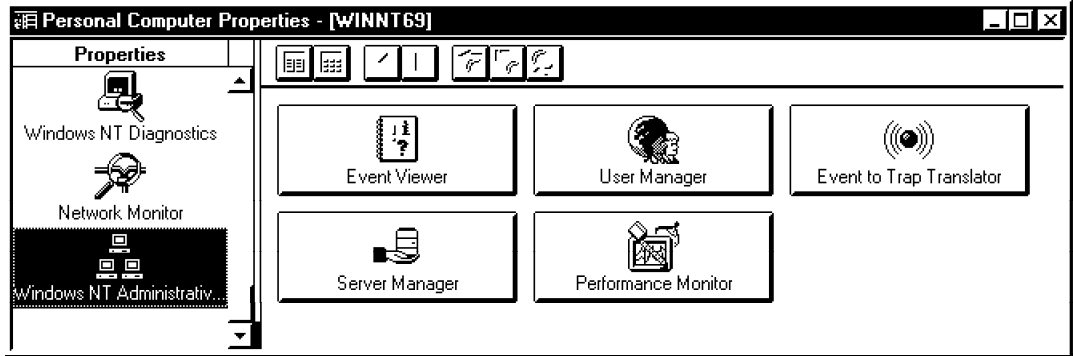 Personal Computer Properties - [WINNT69]
Properties
Windows NT Diagnostics
Network Monitor
Windows NT Administrativ...
Event Viewer
User Manager
Event to Trap Translator
Server Manager
Performance Monitor